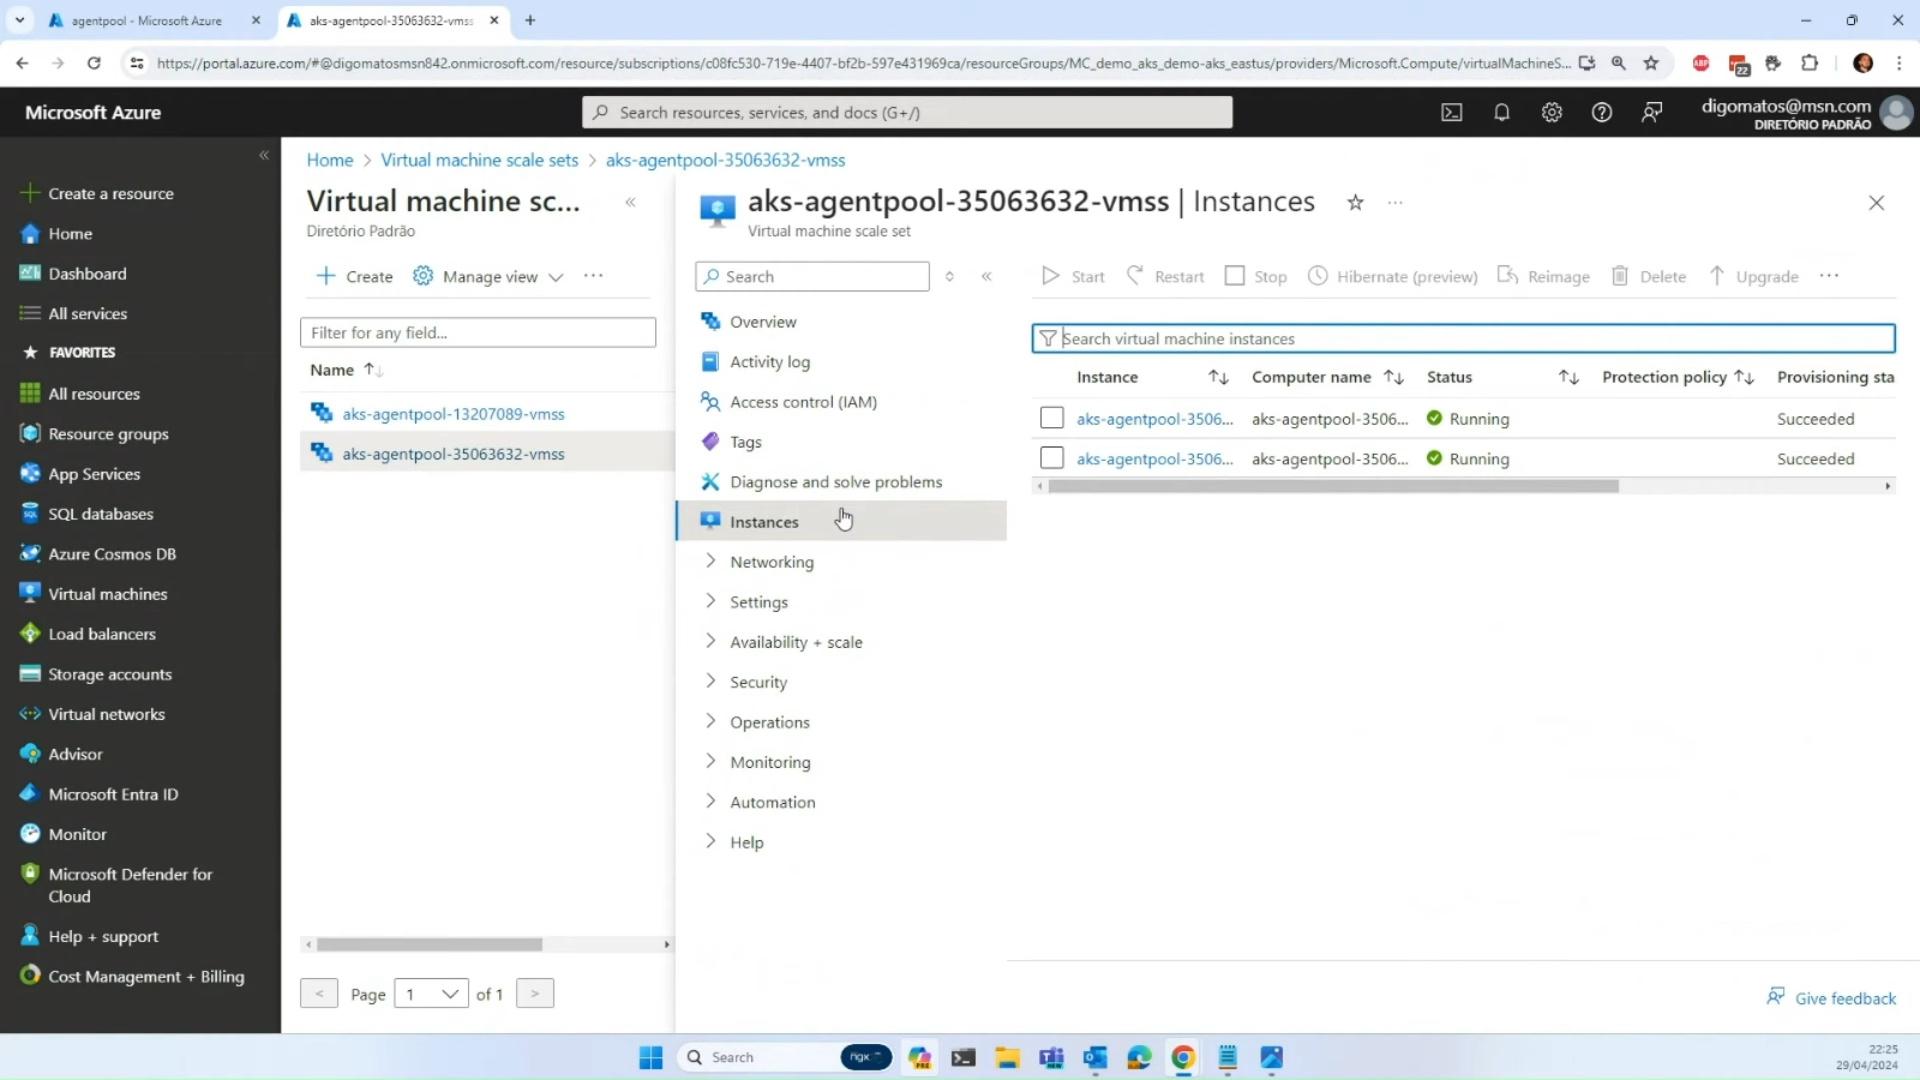 agentpool - Microsoft Azure
aks-agentpool-35063632-vmss
https://portal.azure.com/#@digomatosmsn842.onmicrosoft.com/resource/subscriptions/c08fc530-719e-4407-bf2b-597e431969ca/resourceGroups/MC_demo_aks_demo-aks_eastus/providers/Microsoft.Compute/virtualMachineS...
ABP
22
Microsoft Azure
Search resources, services, and docs (G+/)
digomatos@msn.com
DIRETÓRIO PADRÃO
Create a resource
Home
Dashboard
All services
FAVORITES
All resources
Resource groups
App Services
SQL databases
Azure Cosmos DB
Virtual machines
Load balancers
Storage accounts
Virtual networks
Advisor
Microsoft Entra ID
Monitor
Microsoft Defender for
Cloud
Help + support
Cost Management + Billing
Home > Virtual machine scale sets > aks-agentpool-35063632-vmss
Virtual machine sc...
Diretório Padrão
Create
Manage view
Filter for any field...
Name
aks-agentpool-13207089-vmss
aks-agentpool-35063632-vmss
< Page 1 of 1 >
aks-agentpool-35063632-vmss | Instances
Virtual machine scale set
Search
Overview
Activity log
Access control (IAM)
Tags
Diagnose and solve problems
Instances
Networking
Settings
Availability + scale
Security
Operations
Monitoring
Automation
Help
Start Restart Stop Hibernate (preview) Reimage Delete Upgrade
Search virtual machine instances
Instance Computer name Status Protection policy Provisioning sta
aks-agentpool-3506... aks-agentpool-3506... Running Succeeded
aks-agentpool-3506... aks-agentpool-3506... Running Succeeded
Give feedback
Search
22:25
29/04/2024